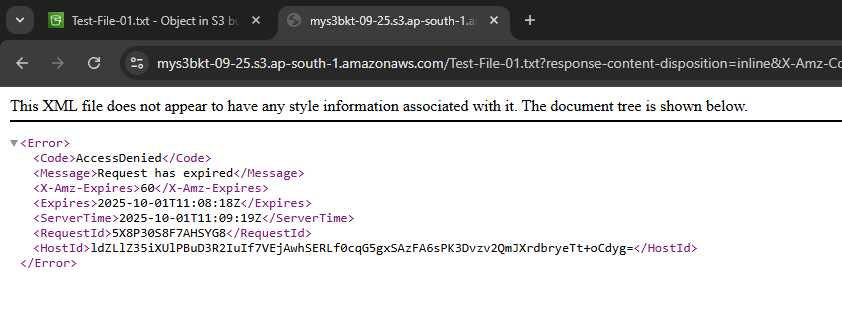 Test-File-01.txt - Object in S3 bu
mys3bkt-09-25.s3.ap-south-1.a
mys3bkt-09-25.s3.ap-south-1.amazonaws.com/Test-File-01.txt?response-content-disposition=inline&X-Amz-Co
This XML file does not appear to have any style information associated with it. The document tree is shown below.
<Error>
<Code>AccessDenied</Code>
<Message>Request has expired</Message>
<X-Amz-Expires>60</X-Amz-Expires>
<Expires>2025-10-01T11:08:18Z</Expires>
<ServerTime>2025-10-01T11:09:19Z</ServerTime>
<RequestId>5X8P30S8F7AHSYG8</RequestId>
<HostId>ldZLlZ35iXUlPBuD3R2IuIf7VEjAwhSERLf0cqG5gxSAzFA6sPK3Dvzv2QmJXrdbryeTt+oCdyg=</HostId>
</Error>